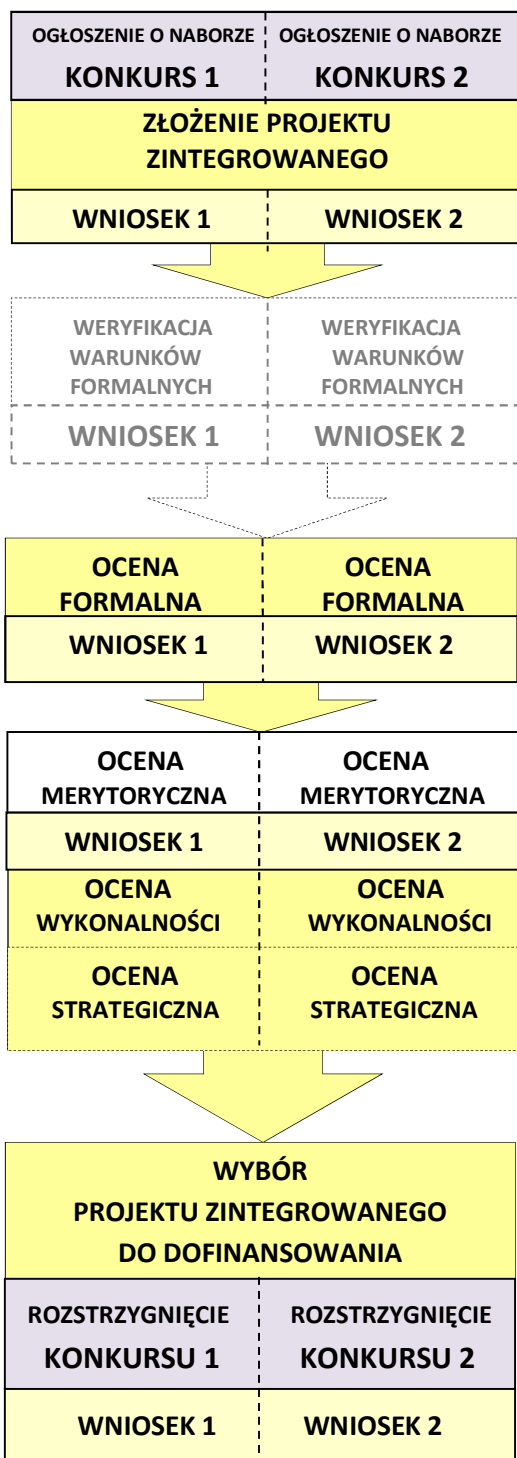 OGŁOSZENIE O NABORZE OGŁOSZENIE O NABORZE
KONKURS 1 KONKURS 2
ZŁOŻENIE PROJEKTU
ZINTEGROWANEGO
WNIOSEK 1 WNIOSEK 2
WERYFIKACJA WERYFIKACJA
WARUNKÓW WARUNKÓW
FORMALNYCH FORMALNYCH
WNIOSEK 1 WNIOSEK 2
OCENA OCENA
FORMALNA FORMALNA
WNIOSEK 1 WNIOSEK 2
OCENA OCENA
MERYTORYCZNA MERYTORYCZNA
WNIOSEK 1 WNIOSEK 2
OCENA OCENA
WYKONALNOŚCI WYKONALNOŚCI
OCENA OCENA
STRATEGICZNA STRATEGICZNA
WYBÓR
PROJEKTU ZINTEGROWANEGO
DO DOFINANSOWANIA
ROZSTRZYGNIĘCIE ROZSTRZYGNIĘCIE
KONKURSU 1 KONKURSU 2
WNIOSEK 1 WNIOSEK 2